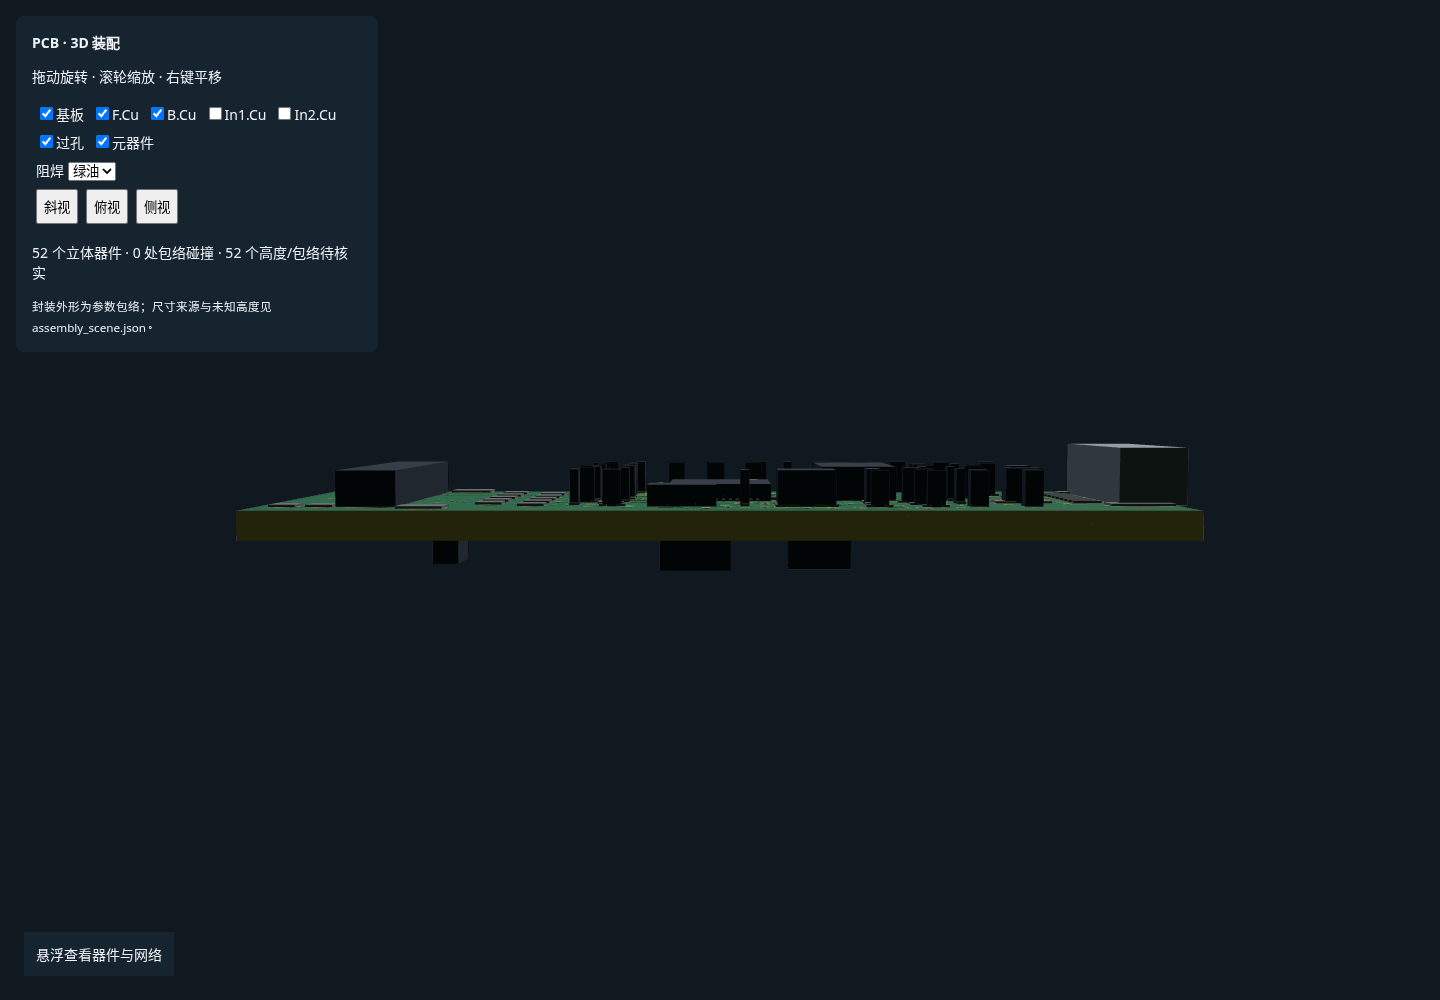 PCB · 3D 装配
拖动旋转 · 滚轮缩放 · 右键平移
基板 F.Cu B.Cu In1.Cu In2.Cu
过孔 元器件
阻焊 绿油
斜视 俯视 侧视
52 个立体器件 · 0 处包络碰撞 · 52 个高度/包络待核
实
封装外形为参数包络；尺寸来源与未知高度见
assembly_scene.json。
悬浮查看器件与网络